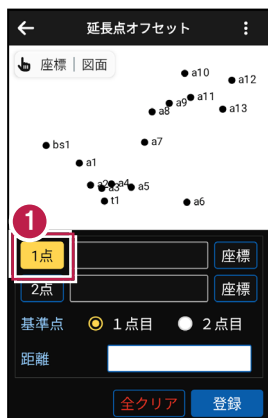 延長点オフセット
座標｜図面
a10
a12
a11
a9
a8
a13
a7
bs1
a1
a2 a3 a4 a5
t1
a6
1
1点 座標
2点 座標
基準点 1点目 2点目
距離
全クリア 登録